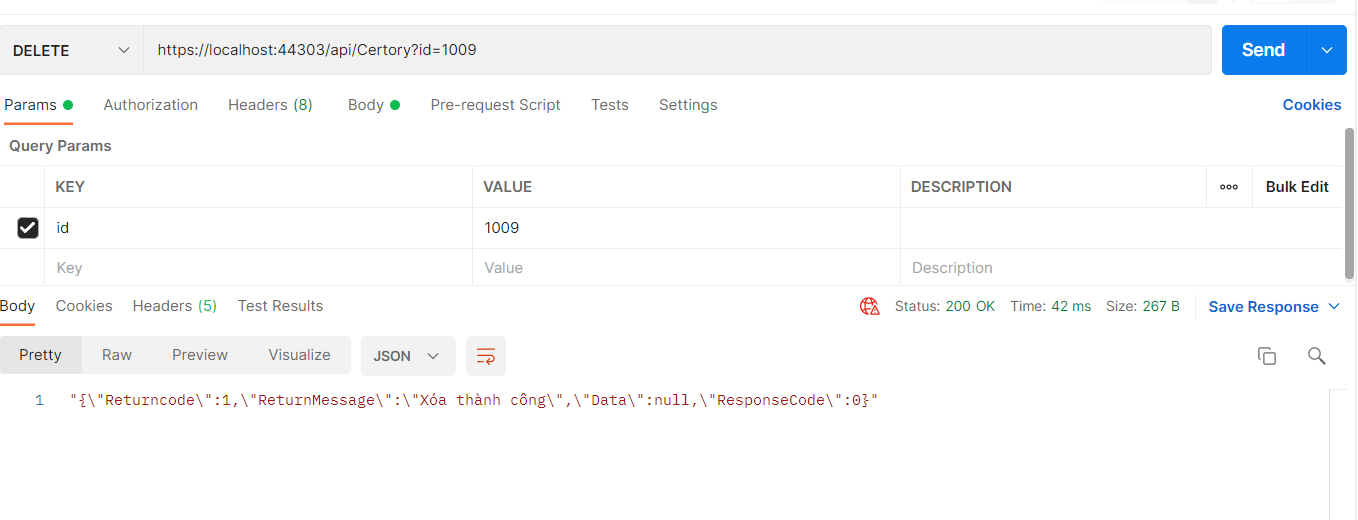 DELETE https://localhost:44303/api/Certory?id=1009 Send
Params Authorization Headers (8) Body Pre-request Script Tests Settings Cookies
Query Params
KEY VALUE DESCRIPTION Bulk Edit
id 1009
Key Value Description
Body Cookies Headers (5) Test Results Status: 200 OK Time: 42 ms Size: 267 B Save Response
Pretty Raw Preview Visualize JSON
1 "{\"Returncode\":1,\"ReturnMessage\":\"Xóa thành công\",\"Data\":null,\"ResponseCode\":0}"